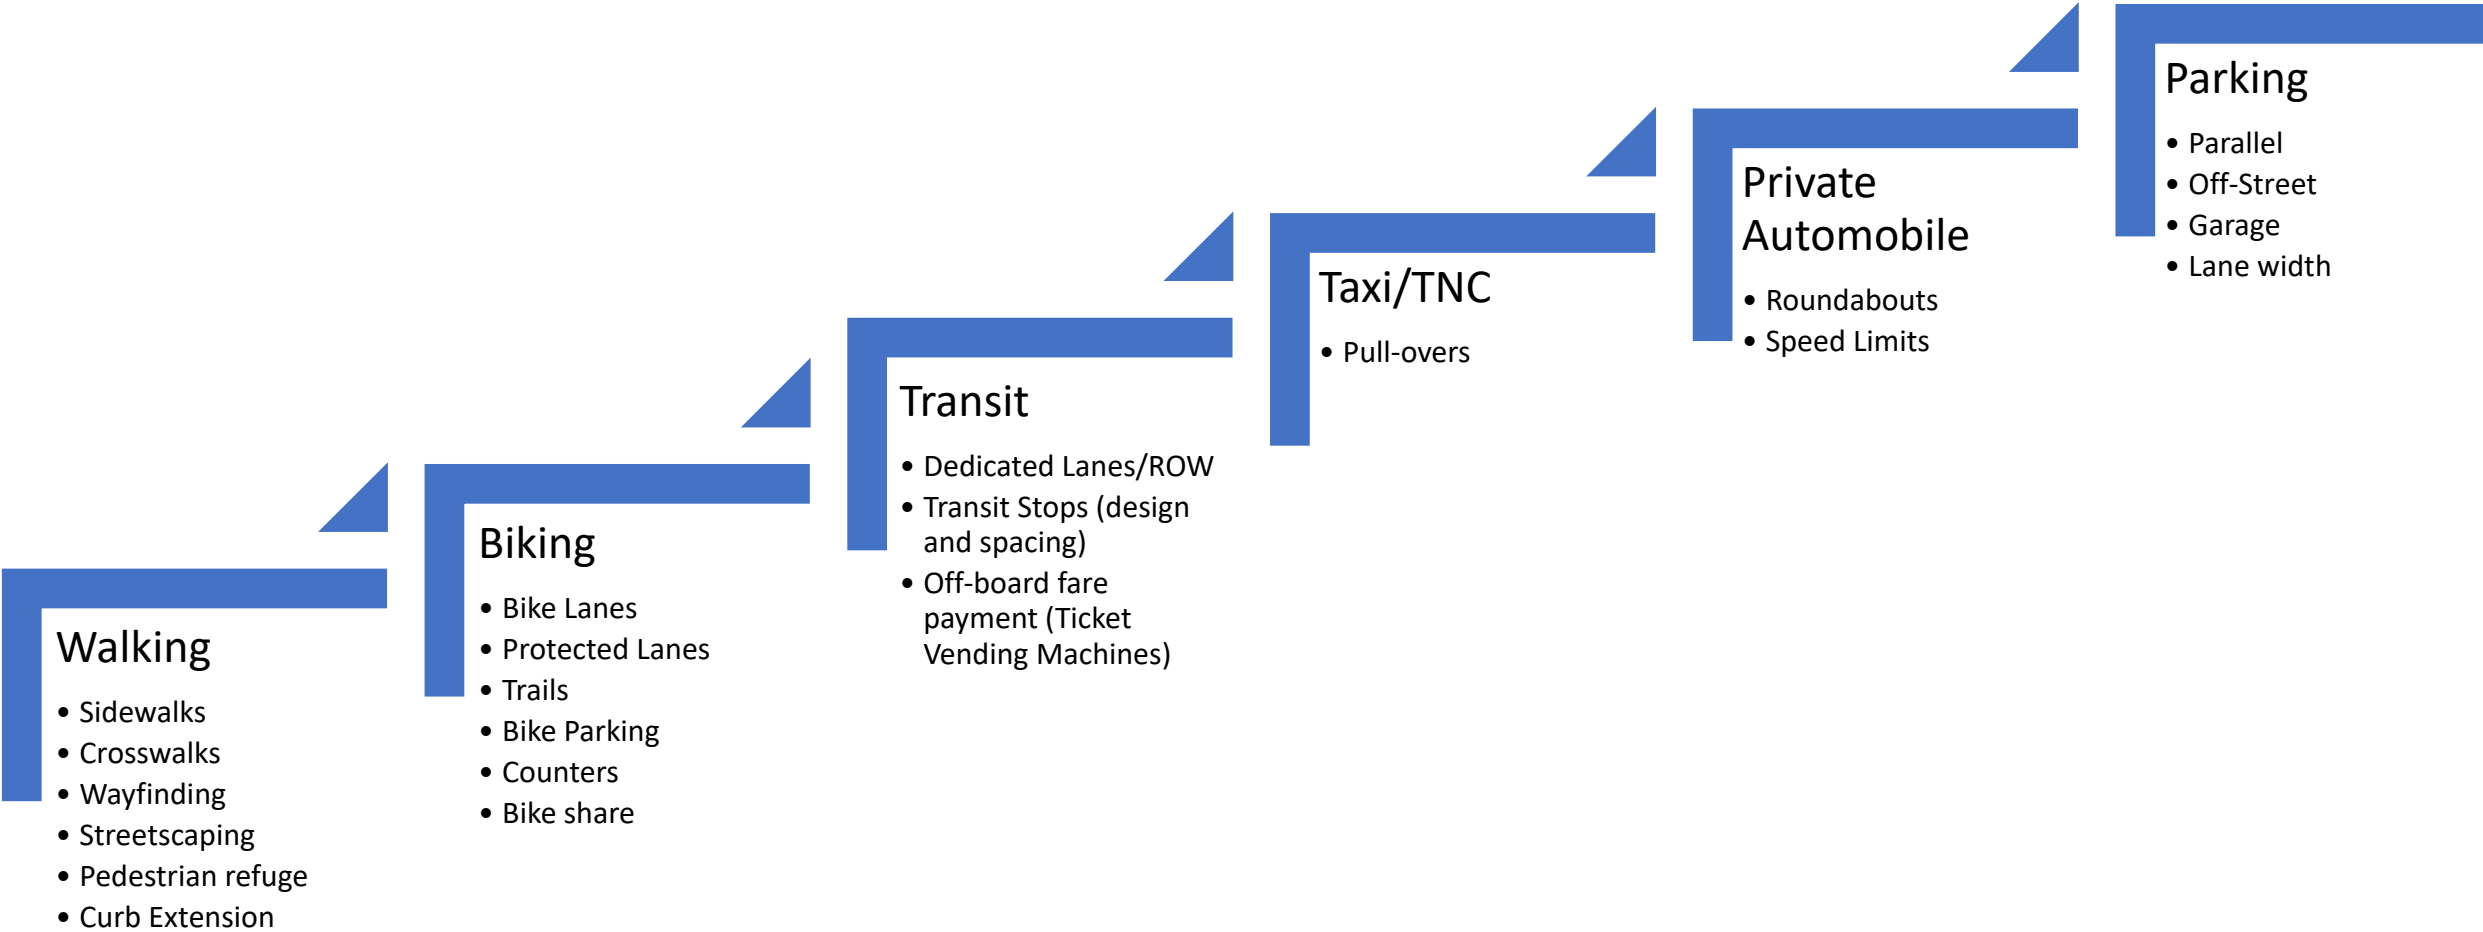 Walking
• Sidewalks
• Crosswalks
• Wayfinding
• Streetscaping
• Pedestrian refuge
• Curb Extension
Biking
• Bike Lanes
• Protected Lanes
• Trails
• Bike Parking
• Counters
• Bike share
Transit
• Dedicated Lanes/ROW
• Transit Stops (design
and spacing)
• Off-board fare
payment (Ticket
Vending Machines)
Taxi/TNC
• Pull-overs
Private
Automobile
• Roundabouts
• Speed Limits
Parking
• Parallel
• Off-Street
• Garage
• Lane width